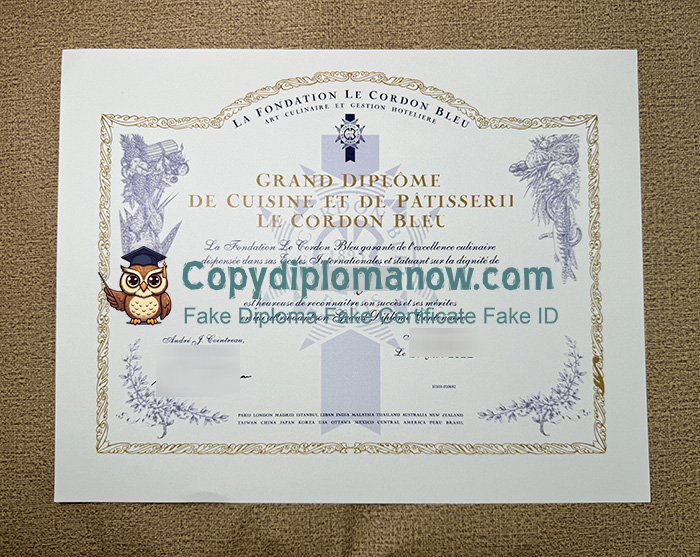 LA FONDATION LE CORDON BLEU
ART CULINAIRE ET GESTION HOTELIERE
GRAND DIPLÔME
DE CUISINE ET DE PÂTISSERII
LE CORDON BLEU
La Fondation Le Cordon Bleu garante de l'excellence culinaire
dispensée dans sas Ecoles Internationales et statuant sur la dignité de
Copydiplomanow.com
est heureuse de reconnaitre son succès et ses mérites
Fake Diploma Fake Certificate Fake ID
André J. Cointreau,
Le
PARIS LONDON MADRID ISTANBUL LIBAN INDIA MALAYSIA THAILAND AUSTRALIA NEW ZEALAND
TAIWAN CHINA JAPAN KOREA USA OTTAWA MEXICO CENTRAL AMERICA PERU BRASIL